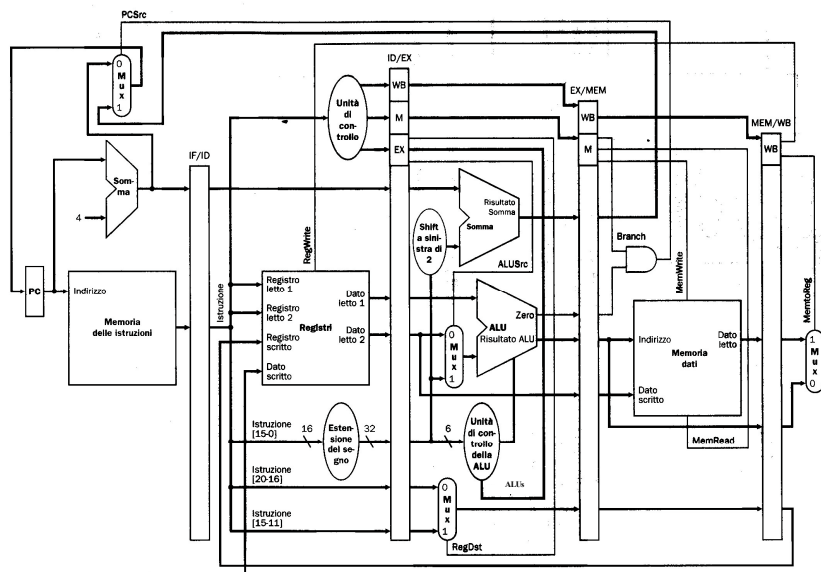 PCSrc
0
M
u
x
1
ID/EX
WB
M
EX
Unità
di
controllo
EX/MEM
WB
M
MEM/WB
WB
IF/ID
Som-
ma
4
RegWrite
Shift
a sini-
stra di
2
Risultato
Somma
Somma
ALUSrc
Branch
MemWrite
MemtoReg
PC
Indirizzo
Memoria
delle istruzioni
Istruzione
Registro
letto 1
Registro
letto 2
Registro
scritto
Dato
scritto
Registri
Dato
letto 1
Dato
letto 2
0
M
u
x
1
ALU
Zero
Risultato ALU
Indirizzo
Dato
scritto
Memoria
dati
Dato
letto
1
M
u
x
0
MemRead
Istruzione
[15-0]
16
Estensione
del segno
32
6
Unità
di con-
trollo
della
ALU
ALUs
Istruzione
[20-16]
Istruzione
[15-11]
0
M
u
x
1
RegDst